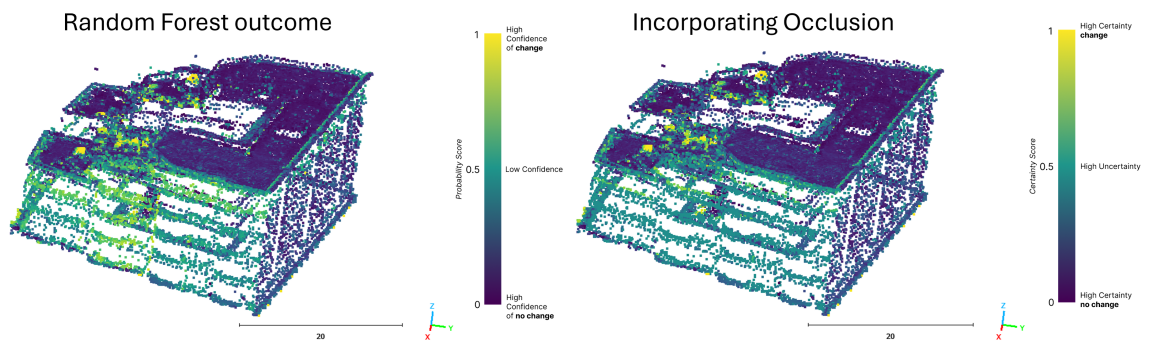 Random Forest outcome
1
High
Confidence
of change
Probability Score
0.5
Low Confidence
0
High
Confidence
of no change
Z
Y
X
20
Incorporating Occlusion
1
High Certainty
change
Certainty Score
0.5
High Uncertainty
0
High Certainty
no change
Z
Y
X
20